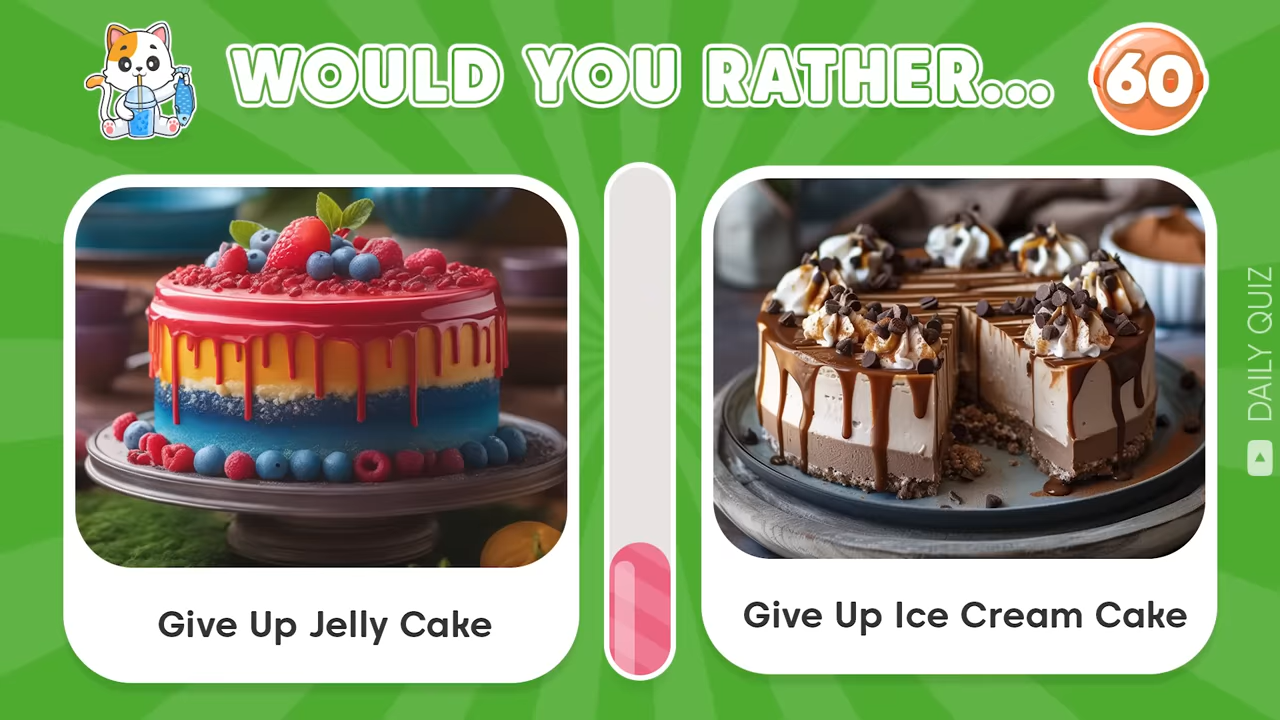 WOULD YOU RATHER...
60
Give Up Jelly Cake
Give Up Ice Cream Cake
DAILY QUIZ